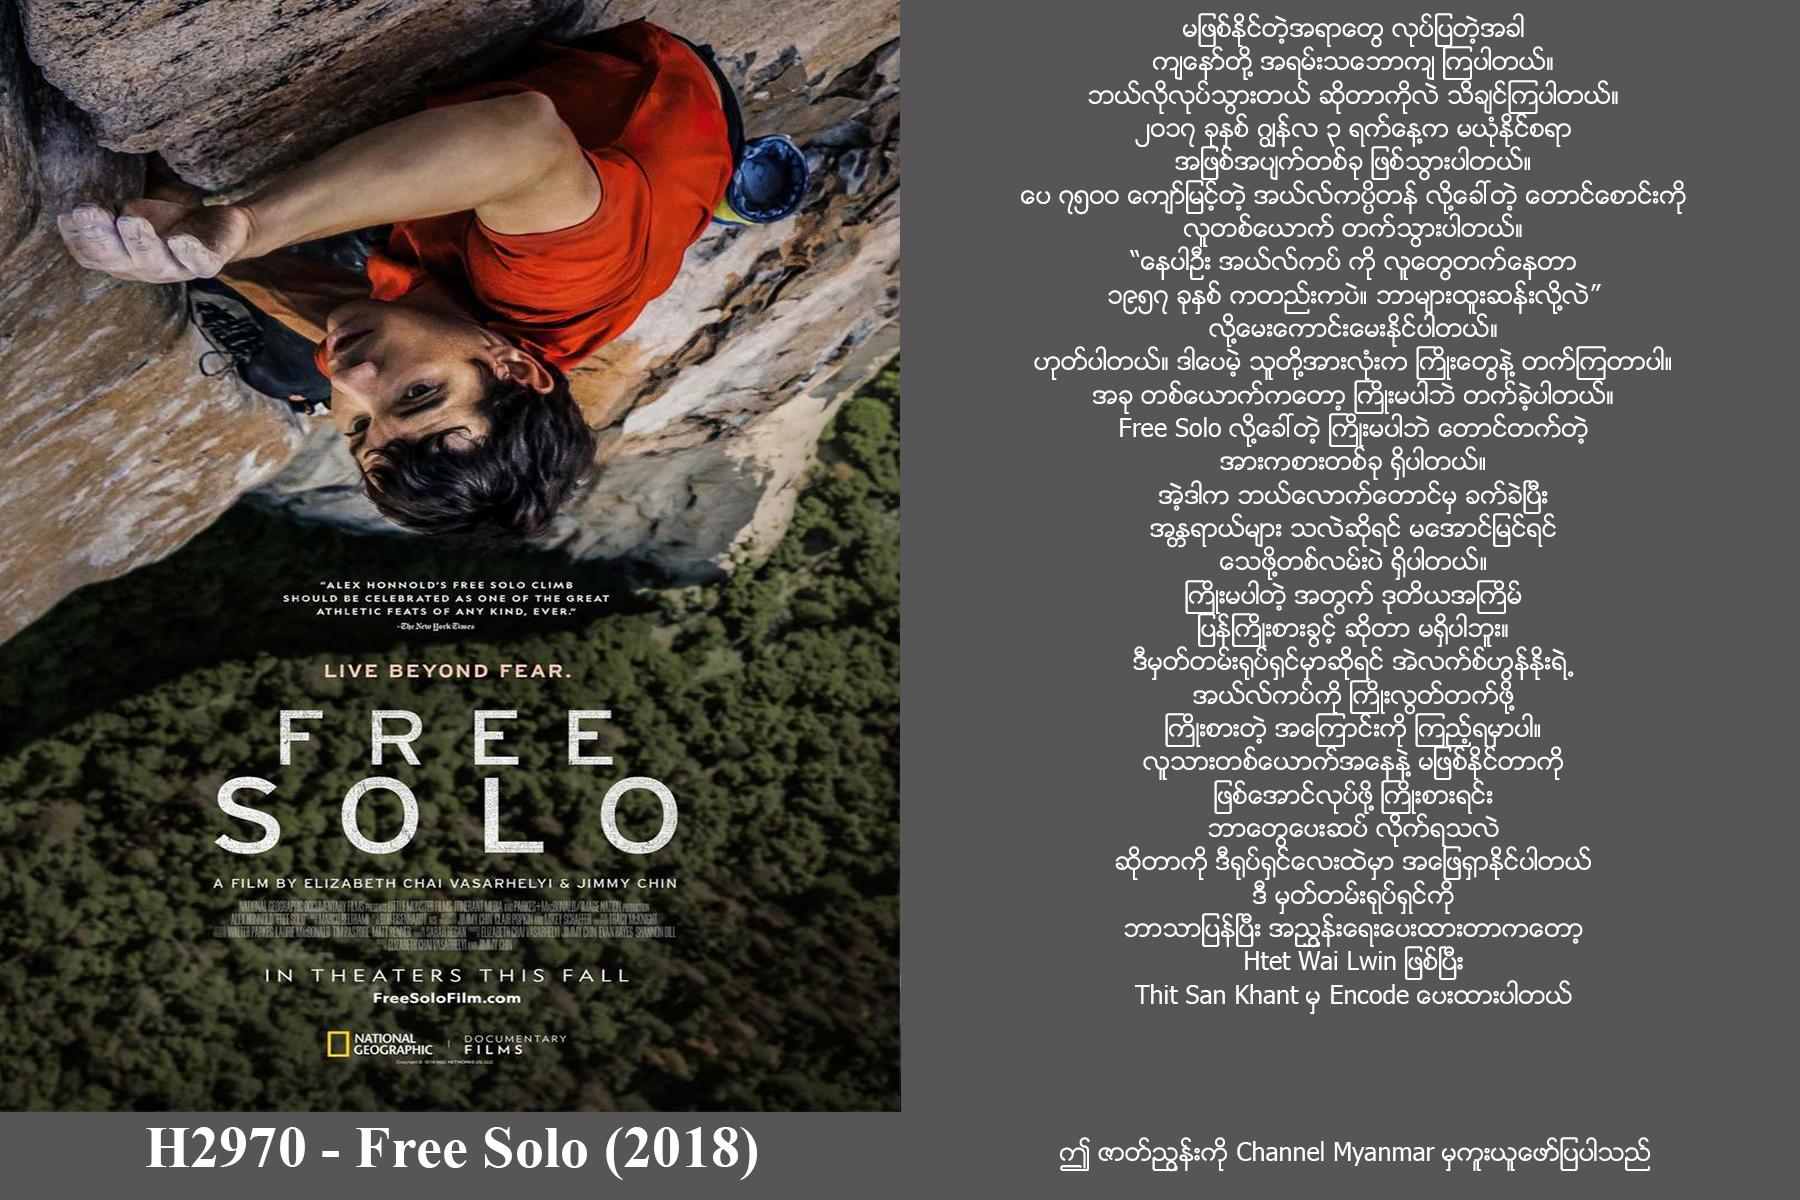 “ALEX HONNOLD’S FREE SOLO CLIMB
SHOULD BE CELEBRATED AS ONE OF THE GREAT
ATHLETIC FEATS OF ANY KIND, EVER.”
-The New York Times
LIVE BEYOND FEAR.
FREE
SOLO
A FILM BY ELIZABETH CHAI VASARHELYI & JIMMY CHIN
IN THEATERS THIS FALL
FreeSoloFilm.com
NATIONAL
GEOGRAPHIC
DOCUMENTARY
FILMS
H2970 - Free Solo (2018)
မဖြစ်နိုင်တဲ့အရာတွေ လုပ်ပြတဲ့အခါ
ကျနော်တို့ အရမ်းသဘောကျ ကြပါတယ်။
ဘယ်လိုလုပ်သွားတယ် ဆိုတာကိုလဲ သိချင်ကြပါတယ်။
၂၀၁၇ ခုနစ် ဂျွန်လ ၃ ရက်နေ့က မယုံနိုင်စရာ
အဖြစ်အပျက်တစ်ခု ဖြစ်သွားပါတယ်။
ပေ ၇၅၀၀ ကျော်မြင့်တဲ့ အယ်လ်ကပ္ပိတန် လို့ခေါ်တဲ့ တောင်စောင်းကို
လူတစ်ယောက် တက်သွားပါတယ်။
“နေပါဦး အယ်လ်ကပ် ကို လူတွေတက်နေတာ
၁၉၅၇ ခုနှစ် ကတည်းကပဲ။ ဘာများထူးဆန်းလို့လဲ”
လို့မေးကောင်းမေးနိုင်ပါတယ်။
ဟုတ်ပါတယ်။ ဒါပေမဲ့ သူတို့အားလုံးက ကြိုးတွေနဲ့ တက်ကြတာပါ။
အခု တစ်ယောက်ကတော့ ကြိုးမပါဘဲ တက်ခဲ့ပါတယ်။
Free Solo လို့ခေါ်တဲ့ ကြိုးမပါဘဲ တောင်တက်တဲ့
အားကစားတစ်ခု ရှိပါတယ်။
အဲ့ဒါက ဘယ်လောက်တောင်မှ ခက်ခဲပြီး
အန္တရာယ်များ သလဲဆိုရင် မအောင်မြင်ရင်
သေဖို့တစ်လမ်းပဲ ရှိပါတယ်။
ကြိုးမပါတဲ့ အတွက် ဒုတိယအကြိမ်
ပြန်ကြိုးစားခွင့် ဆိုတာ မရှိပါဘူး။
ဒီမှတ်တမ်းရုပ်ရှင်မှာဆိုရင် အဲလက်စ်ဟွန်နိုးရဲ့
အယ်လ်ကပ်ကို ကြိုးလွတ်တက်ဖို့
ကြိုးစားတဲ့ အကြောင်းကို ကြည့်ရမှာပါ။
လူသားတစ်ယောက်အနေနဲ့ မဖြစ်နိုင်တာကို
ဖြစ်အောင်လုပ်ဖို့ ကြိုးစားရင်း
ဘာတွေပေးဆပ် လိုက်ရသလဲ
ဆိုတာကို ဒီရုပ်ရှင်လေးထဲမှာ အဖြေရှာနိုင်ပါတယ်
ဒီ မှတ်တမ်းရုပ်ရှင်ကို
ဘာသာပြန်ပြီး အညွှန်းရေးပေးထားတာကတော့
Htet Wai Lwin ဖြစ်ပြီး
Thit San Khant မှ Encode ပေးထားပါတယ်
ဤ ဇာတ်ညွှန်းကို Channel Myanmar မှကူးယူဖော်ပြပါသည်